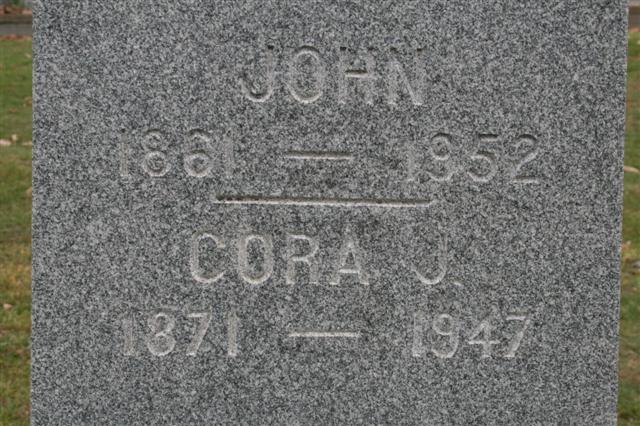 JOHN
1861 — 1952
CORA J.
1871 — 1947